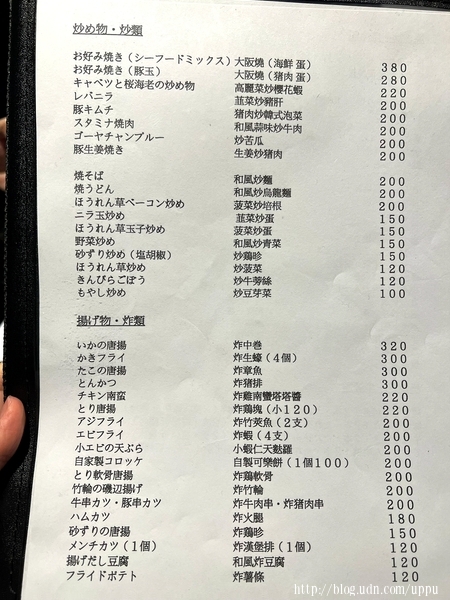 炒め物・炒類
お好み焼き（シーフードミックス）大阪燒（海鮮 蛋） 380
お好み焼き（豚玉） 大阪燒（豬肉 蛋） 280
キャベツと桜海老の炒め物 高麗菜炒櫻花蝦 220
レバニラ 韮菜炒豬肝 200
豚キムチ 豬肉炒韓式泡菜 200
スタミナ焼肉 和風蒜味炒牛肉 200
ゴーヤチャンプルー 炒苦瓜 200
豚生姜焼き 生姜炒豬肉 200
焼そば 和風炒麵 200
焼うどん 和風炒烏龍麵 200
ほうれん草ベーコン炒め 菠菜炒培根 200
ニラ玉炒め 韮菜炒蛋 150
ほうれん草玉子炒め 菠菜炒蛋 150
野菜炒め 和風炒青菜 150
砂ずり炒め（塩胡椒） 炒鶏胗 150
ほうれん草炒め 炒菠菜 120
きんぴらごぼう 炒牛蒡絲 120
もやし炒め 炒豆芽菜 100
揚げ物・炸類
いかの唐揚 炸中巻 320
かきフライ 炸生蠔（4個） 300
たこの唐揚 炸章魚 300
とんかつ 炸猪排 300
チキン南蛮 炸雞南蠻塔塔醬 220
とり唐揚 炸鶏塊（小120） 220
アジフライ 炸竹莢魚（2支） 200
エビフライ 炸蝦（4支） 200
小エビの天ぷら 小蝦仁天麩羅 200
自家製コロッケ 自製可樂餅（1個100） 200
とり軟骨唐揚 炸鶏軟骨 200
竹輪の磯辺揚げ 炸竹輪 200
牛串カツ・豚串カツ 炸牛肉串・炸猪肉串 200
ハムカツ 炸火腿 180
砂ずりの唐揚 炸鶏胗 150
メンチカツ（1個） 炸漢堡排（1個） 120
揚げだし豆腐 和風炸豆腐 120
フライドポテト 炸薯條 120
http://blog.udn.com/uppu